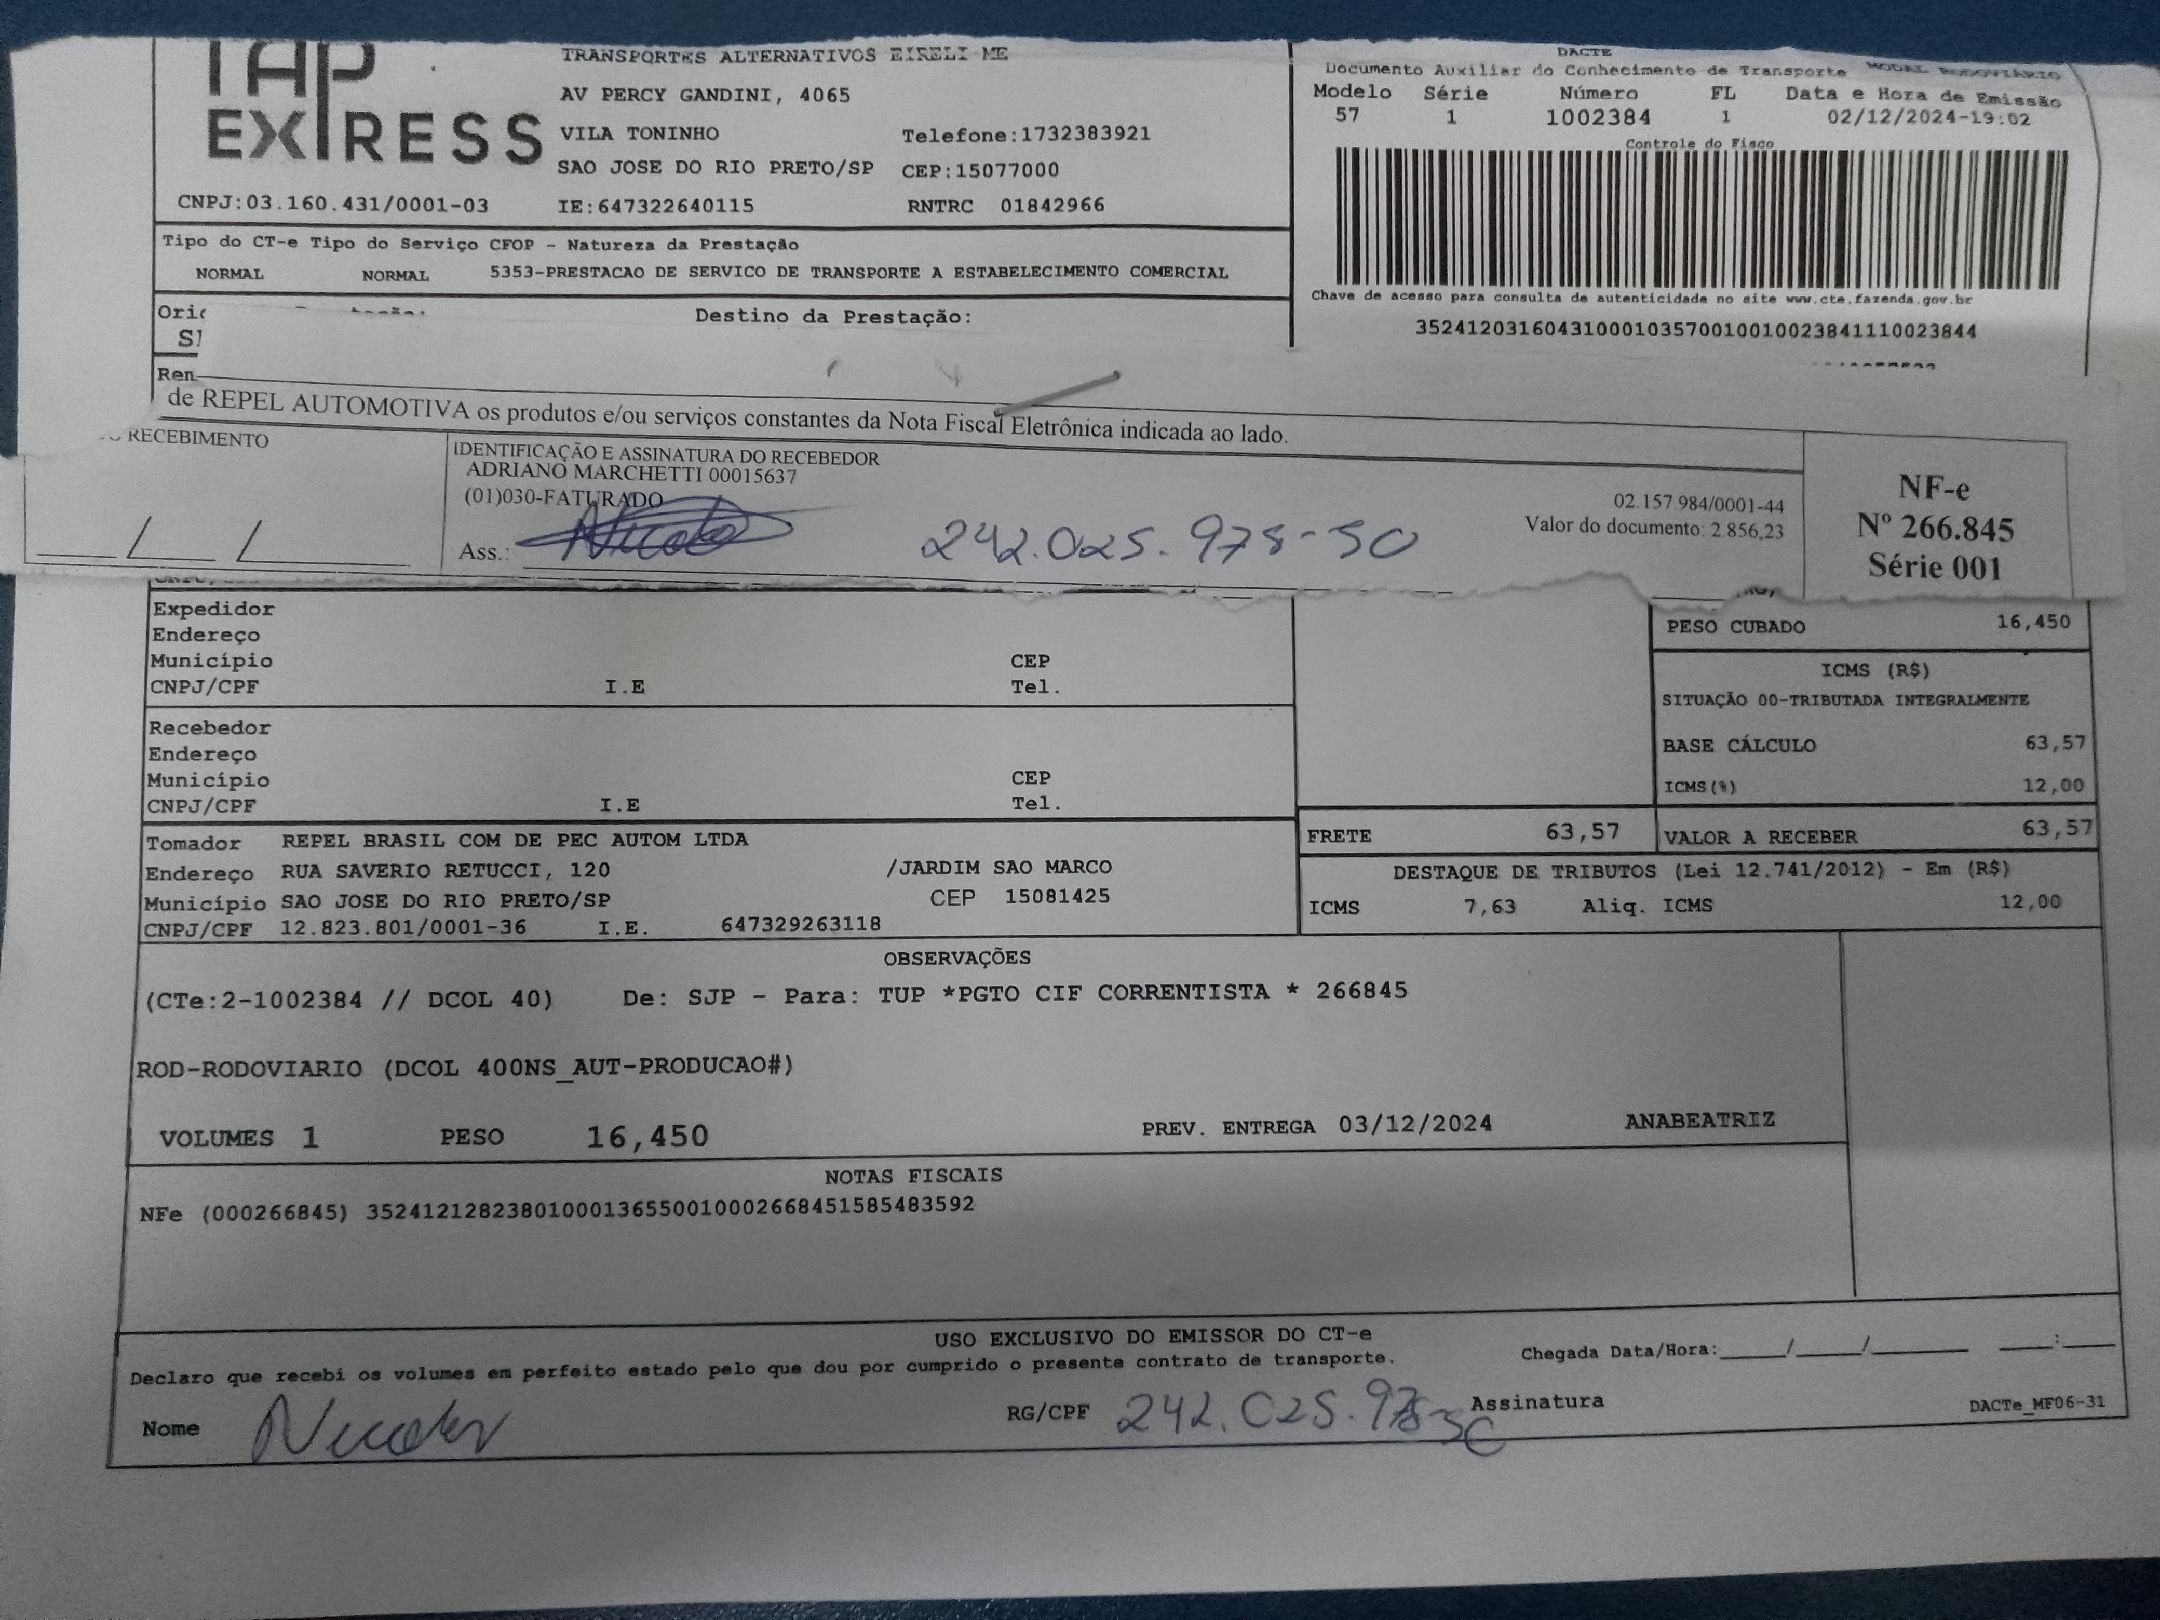 TAP
EXPRESS
TRANSPORTES ALTERNATIVOS EIRELI ME
AV PERCY GANDINI, 4065
VILA TONINHO Telefone:1732383921
SAO JOSE DO RIO PRETO/SP CEP:15077000
CNPJ:03.160.431/0001-03 IE:647322640115 RNTRC 01842966
DACTE
Documento Auxiliar do Conhecimento de Transporte MODAL RODOVIÁRIO
Modelo Série Número FL Data e Hora de Emissão
57 1 1002384 1 02/12/2024-19:02
Controle do Fisco
Chave de acesso para consulta de autenticidade no site www.cte.fazenda.gov.br
35241203160431000103570010010023841110023844
Tipo do CT-e Tipo do Serviço CFOP - Natureza da Prestação
NORMAL NORMAL 5353-PRESTACAO DE SERVICO DE TRANSPORTE A ESTABELECIMENTO COMERCIAL
Destino da Prestação:
de REPEL AUTOMOTIVA os produtos e/ou serviços constantes da Nota Fiscal Eletrônica indicada ao lado.
RECEBIMENTO
IDENTIFICAÇÃO E ASSINATURA DO RECEBEDOR
ADRIANO MARCHETTI 00015637
(01)030-FATURADO
Ass.: 242.025.978-50
02.157.984/0001-44
Valor do documento: 2.856,23
NF-e
Nº 266.845
Série 001
Expedidor
Endereço
Município CEP
CNPJ/CPF I.E Tel.
Recebedor
Endereço
Município CEP
CNPJ/CPF I.E Tel.
PESO CUBADO 16,450
ICMS (R$)
SITUAÇÃO 00-TRIBUTADA INTEGRALMENTE
BASE CÁLCULO 63,57
ICMS(%) 12,00
FRETE 63,57 VALOR A RECEBER 63,57
Tomador REPEL BRASIL COM DE PEC AUTOM LTDA
Endereço RUA SAVERIO RETUCCI, 120 /JARDIM SAO MARCO
Município SAO JOSE DO RIO PRETO/SP CEP 15081425
CNPJ/CPF 12.823.801/0001-36 I.E. 647329263118
DESTAQUE DE TRIBUTOS (Lei 12.741/2012) - Em (R$)
ICMS 7,63 Aliq. ICMS 12,00
OBSERVAÇÕES
(CTe:2-1002384 // DCOL 40) De: SJP - Para: TUP *PGTO CIF CORRENTISTA * 266845
ROD-RODOVIARIO (DCOL 400NS_AUT-PRODUCAO#)
VOLUMES 1 PESO 16,450 PREV. ENTREGA 03/12/2024 ANABEATRIZ
NOTAS FISCAIS
NFe (000266845) 35241212823801000136550010002668451585483592
USO EXCLUSIVO DO EMISSOR DO CT-e
Declaro que recebi os volumes em perfeito estado pelo que dou por cumprido o presente contrato de transporte. Chegada Data/Hora:_____/_____/_______ ____:____
Nome RG/CPF 242.025.978-50 Assinatura DACTe_MF06-31